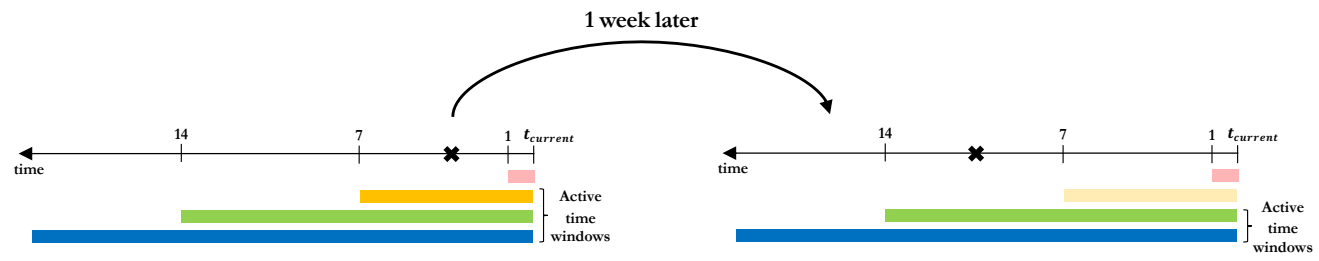 1 week later
14 7 1 t_current
time
Active
time
windows
14 7 1 t_current
time
Active
time
windows